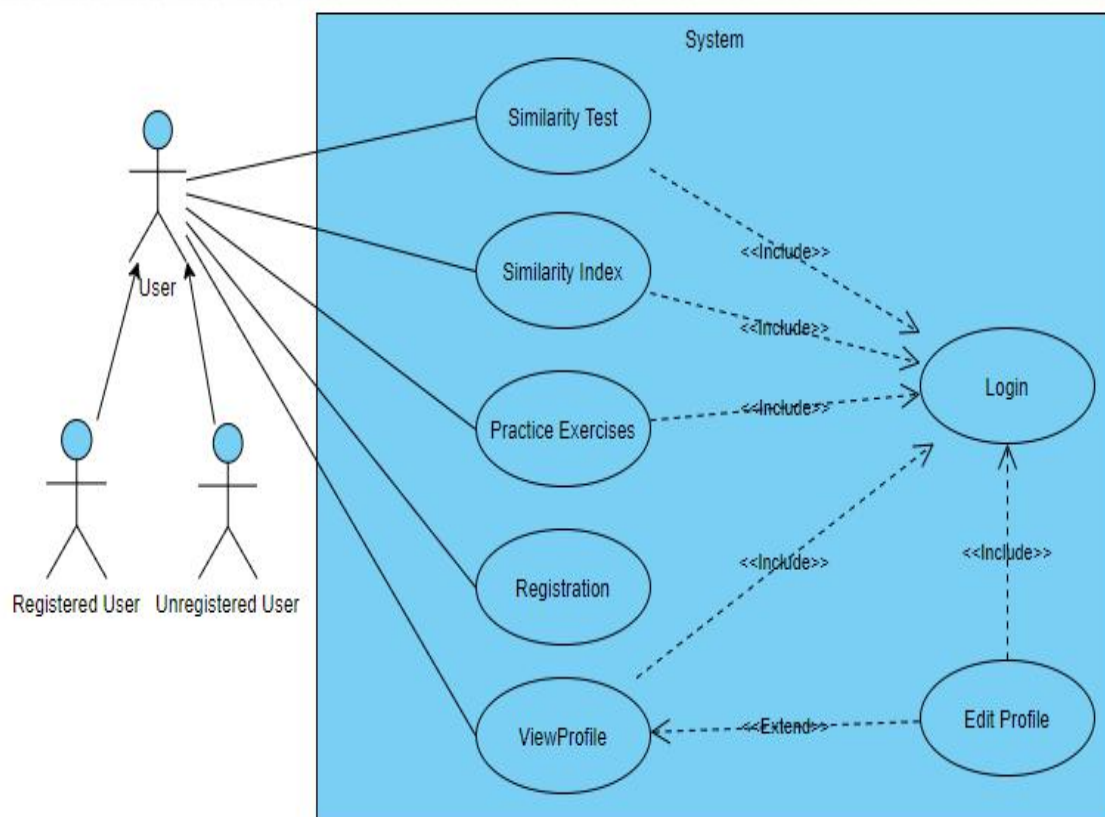 System
Similarity Test
<<Include>>
Similarity Index
User
<<Include>>
Login
Practice Exercises
<<Include>>
<<Include>>
<<Include>>
Registration
Registered User
Unregistered User
ViewProfile
<<Extend>>
Edit Profile